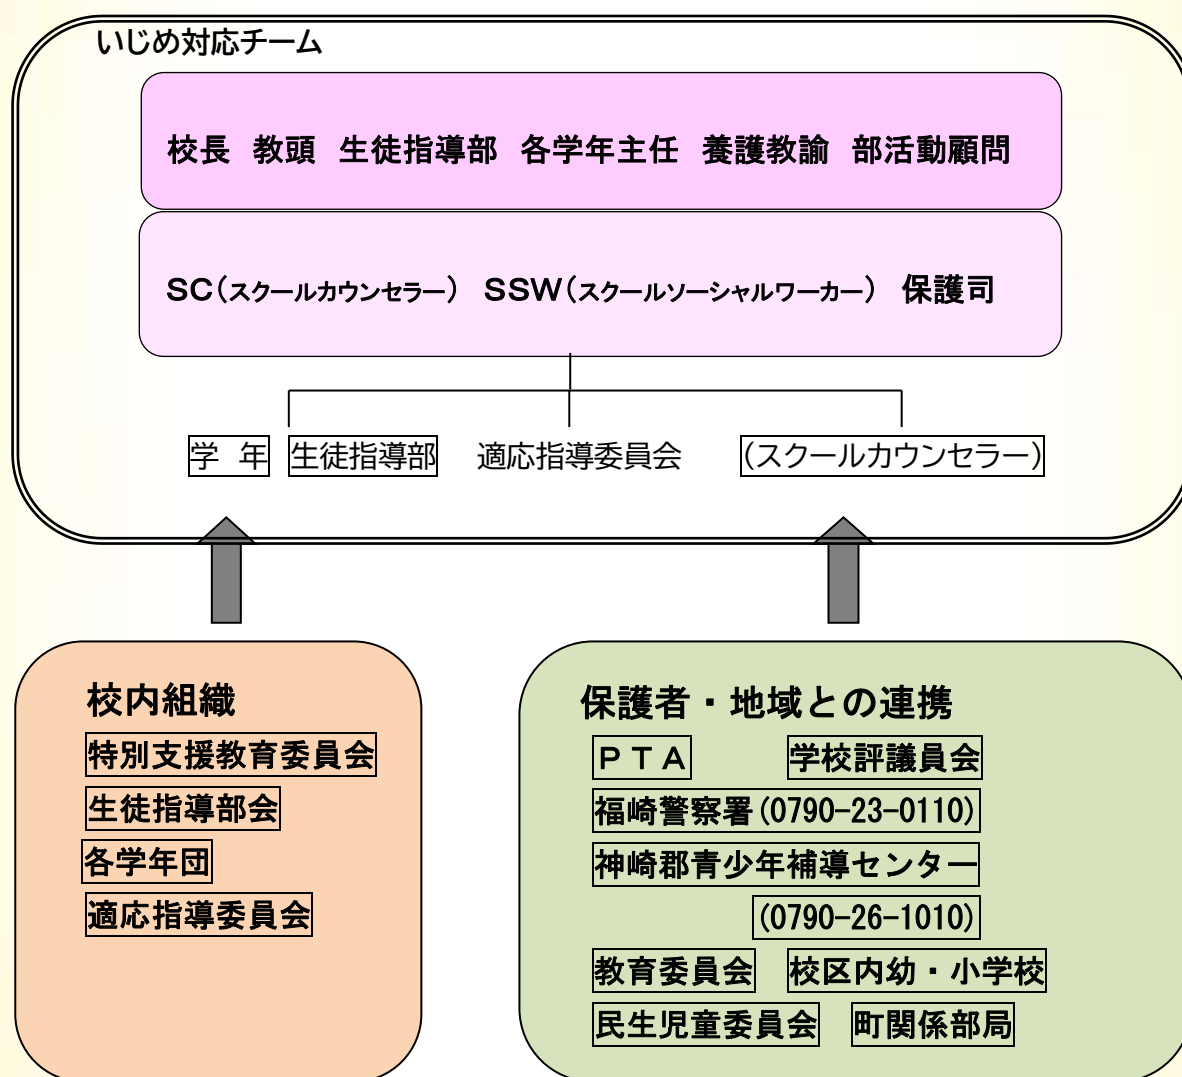 いじめ対応チーム
校長 教頭 生徒指導部 各学年主任 養護教諭 部活動顧問
SC(スクールカウンセラー) SSW(スクールソーシャルワーカー) 保護司
学 年 生徒指導部 適応指導委員会 (スクールカウンセラー)
校内組織
特別支援教育委員会
生徒指導部会
各学年団
適応指導委員会
保護者・地域との連携
PTA 学校評議員会
福崎警察署(0790-23-0110)
神崎郡青少年補導センター
(0790-26-1010)
教育委員会 校区内幼・小学校
民生児童委員会 町関係部局